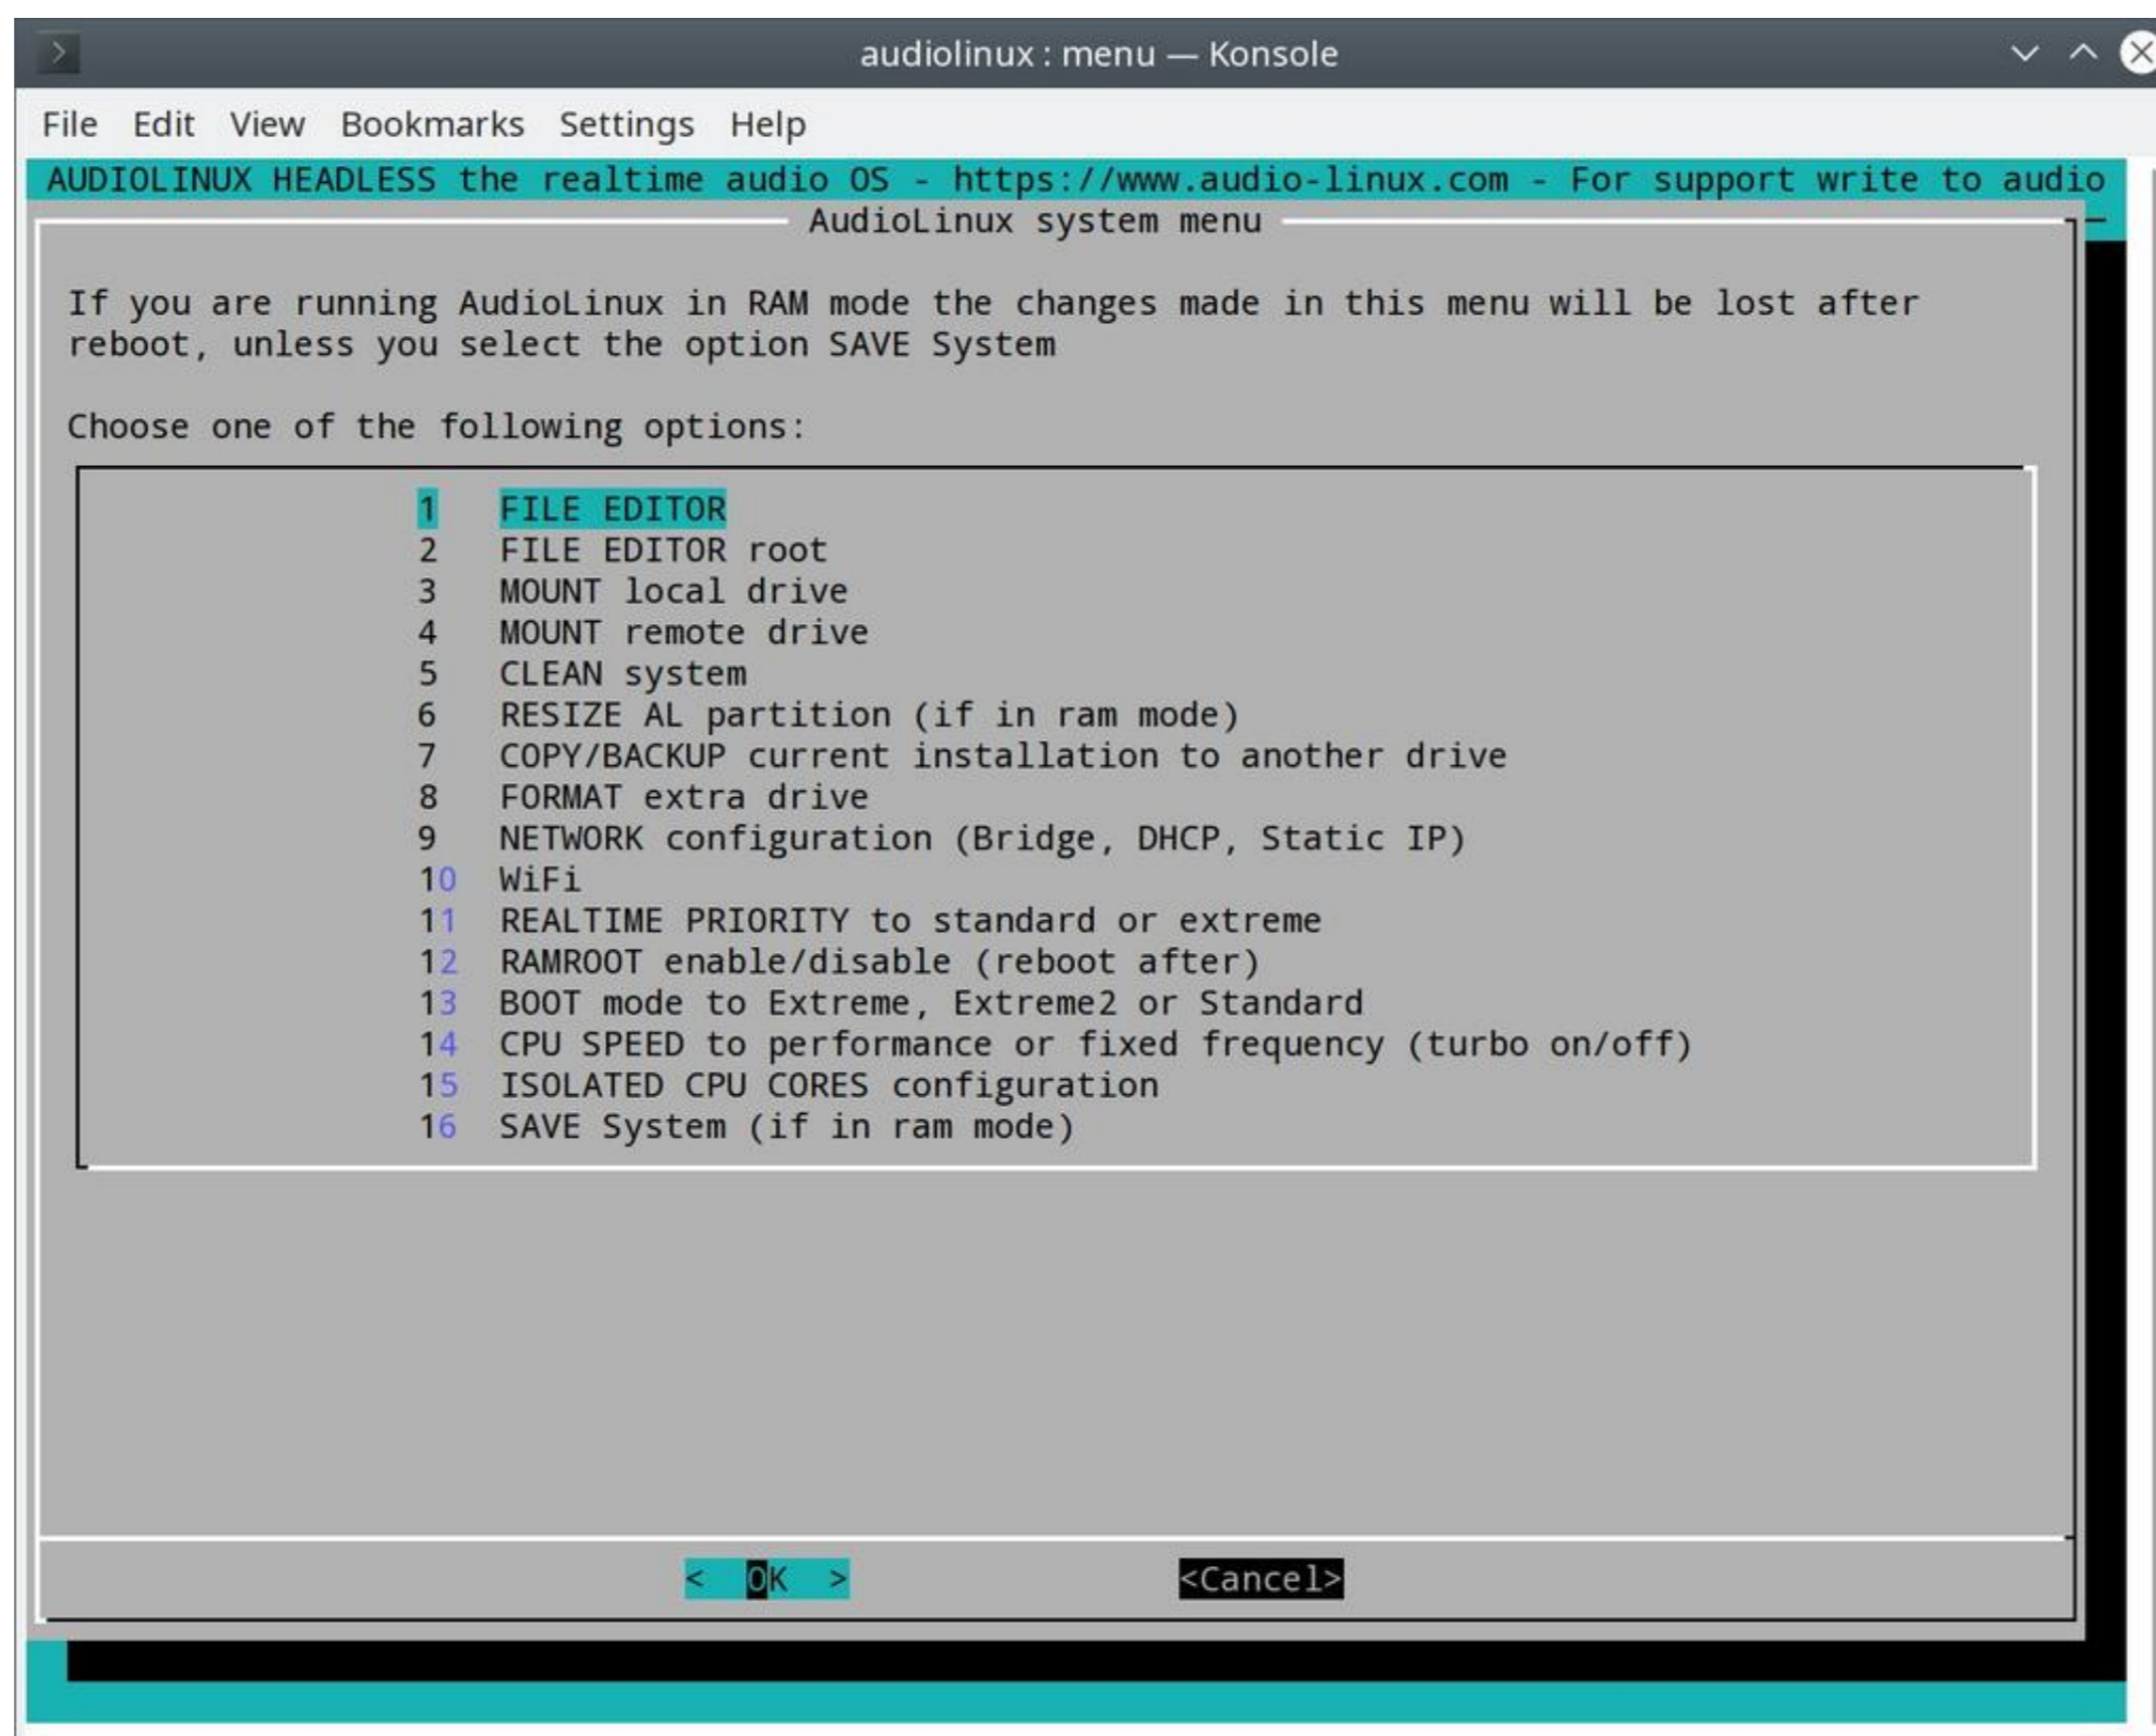 audiolinux : menu — Konsole
File Edit View Bookmarks Settings Help
AUDIOLINUX HEADLESS the realtime audio OS - https://www.audio-linux.com - For support write to audio
AudioLinux system menu
If you are running AudioLinux in RAM mode the changes made in this menu will be lost after
reboot, unless you select the option SAVE System
Choose one of the following options:
1 FILE EDITOR
2 FILE EDITOR root
3 MOUNT local drive
4 MOUNT remote drive
5 CLEAN system
6 RESIZE AL partition (if in ram mode)
7 COPY/BACKUP current installation to another drive
8 FORMAT extra drive
9 NETWORK configuration (Bridge, DHCP, Static IP)
10 WiFi
11 REALTIME PRIORITY to standard or extreme
12 RAMROOT enable/disable (reboot after)
13 BOOT mode to Extreme, Extreme2 or Standard
14 CPU SPEED to performance or fixed frequency (turbo on/off)
15 ISOLATED CPU CORES configuration
16 SAVE System (if in ram mode)
< OK > <Cancel>